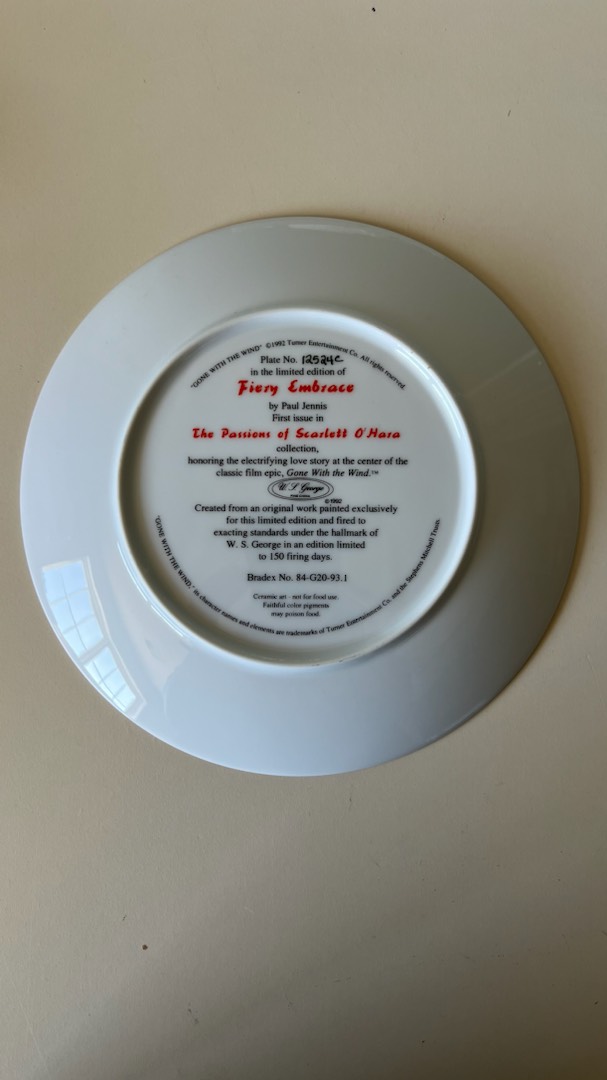 "GONE WITH THE WIND" ©1992 Turner Entertainment Co. All rights reserved.
Plate No. 12524C
in the limited edition of
Fiery Embrace
by Paul Jennis
First issue in
The Passions of Scarlett O'Hara
collection,
honoring the electrifying love story at the center of the
classic film epic, Gone With the Wind.™
W. S. George
©1992
Created from an original work painted exclusively
for this limited edition and fired to
exacting standards under the hallmark of
W. S. George in an edition limited
to 150 firing days.
Bradex No. 84-G20-93.1
Ceramic art - not for food use.
Faithful color pigments
may poison food.
"GONE WITH THE WIND," its character names and elements are trademarks of Turner Entertainment Co. and the Stephens Mitchell Trusts